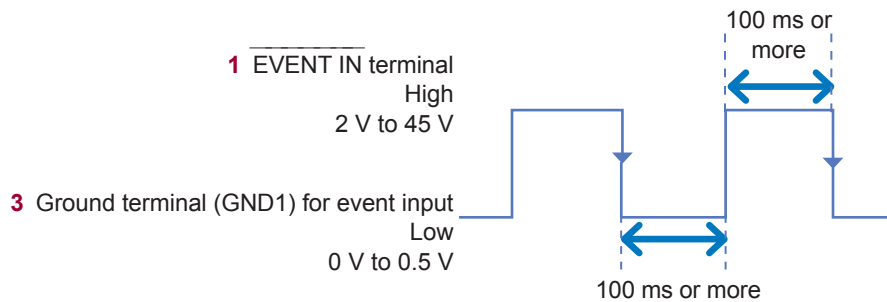 100 ms or
more
1 EVENT IN terminal
High
2 V to 45 V
3 Ground terminal (GND1) for event input
Low
0 V to 0.5 V
100 ms or more